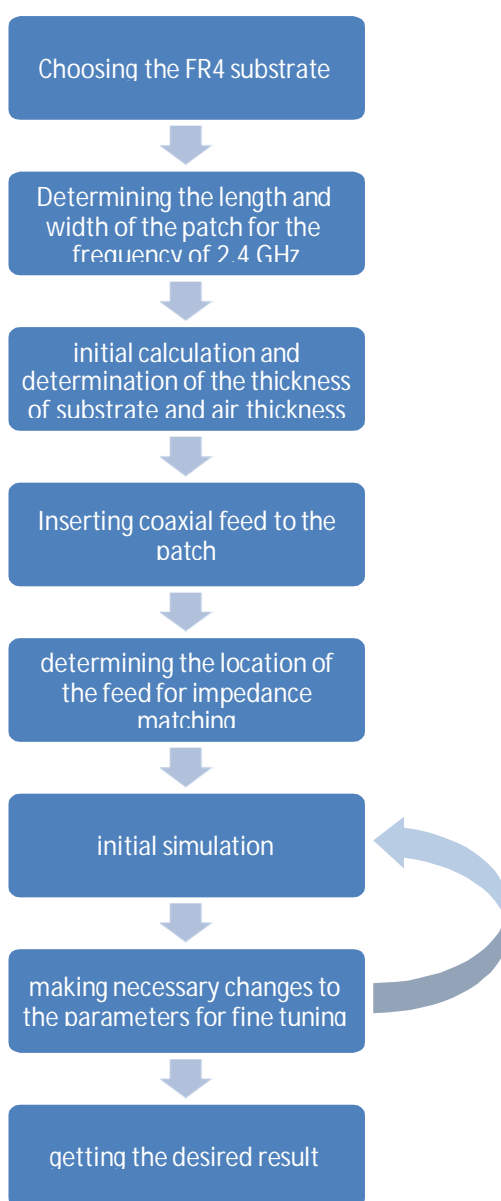 Choosing the FR4 substrate
Determining the length and
width of the patch for the
frequency of 2.4 GHz
initial calculation and
determination of the thickness
of substrate and air thickness
Inserting coaxial feed to the
patch
determining the location of
the feed for impedance
matching
initial simulation
making necessary changes to
the parameters for fine tuning
getting the desired result